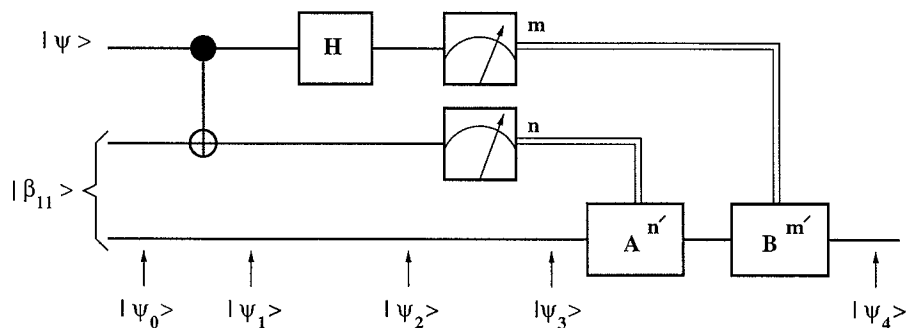 | ψ >
H
m
n
| β₁₁ >
A n′
B m′
| ψ₀>
| ψ₁>
| ψ₂>
|ψ₃>
| ψ₄>